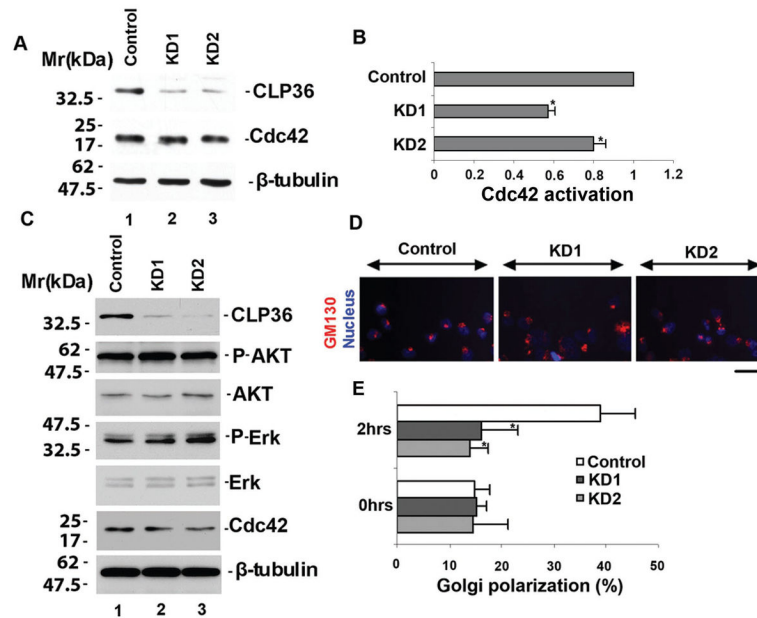 A
Mr(kDa)
Control
KD1
KD2
32.5-
-CLP36
25-
17-
-Cdc42
62-
47.5-
-β-tubulin
1 2 3
B
Control
KD1
*
KD2
*
0 0.2 0.4 0.6 0.8 1 1.2
Cdc42 activation
C
Mr(kDa)
Control
KD1
KD2
32.5-
-CLP36
62-
47.5-
-P-AKT
-AKT
47.5-
32.5-
-P-Erk
-Erk
25-
17-
-Cdc42
62-
47.5-
-β-tubulin
1 2 3
D
Control KD1 KD2
GM130
Nucleus
E
2hrs
*
*
0hrs
Control
KD1
KD2
0 10 20 30 40 50
Golgi polarization (%)